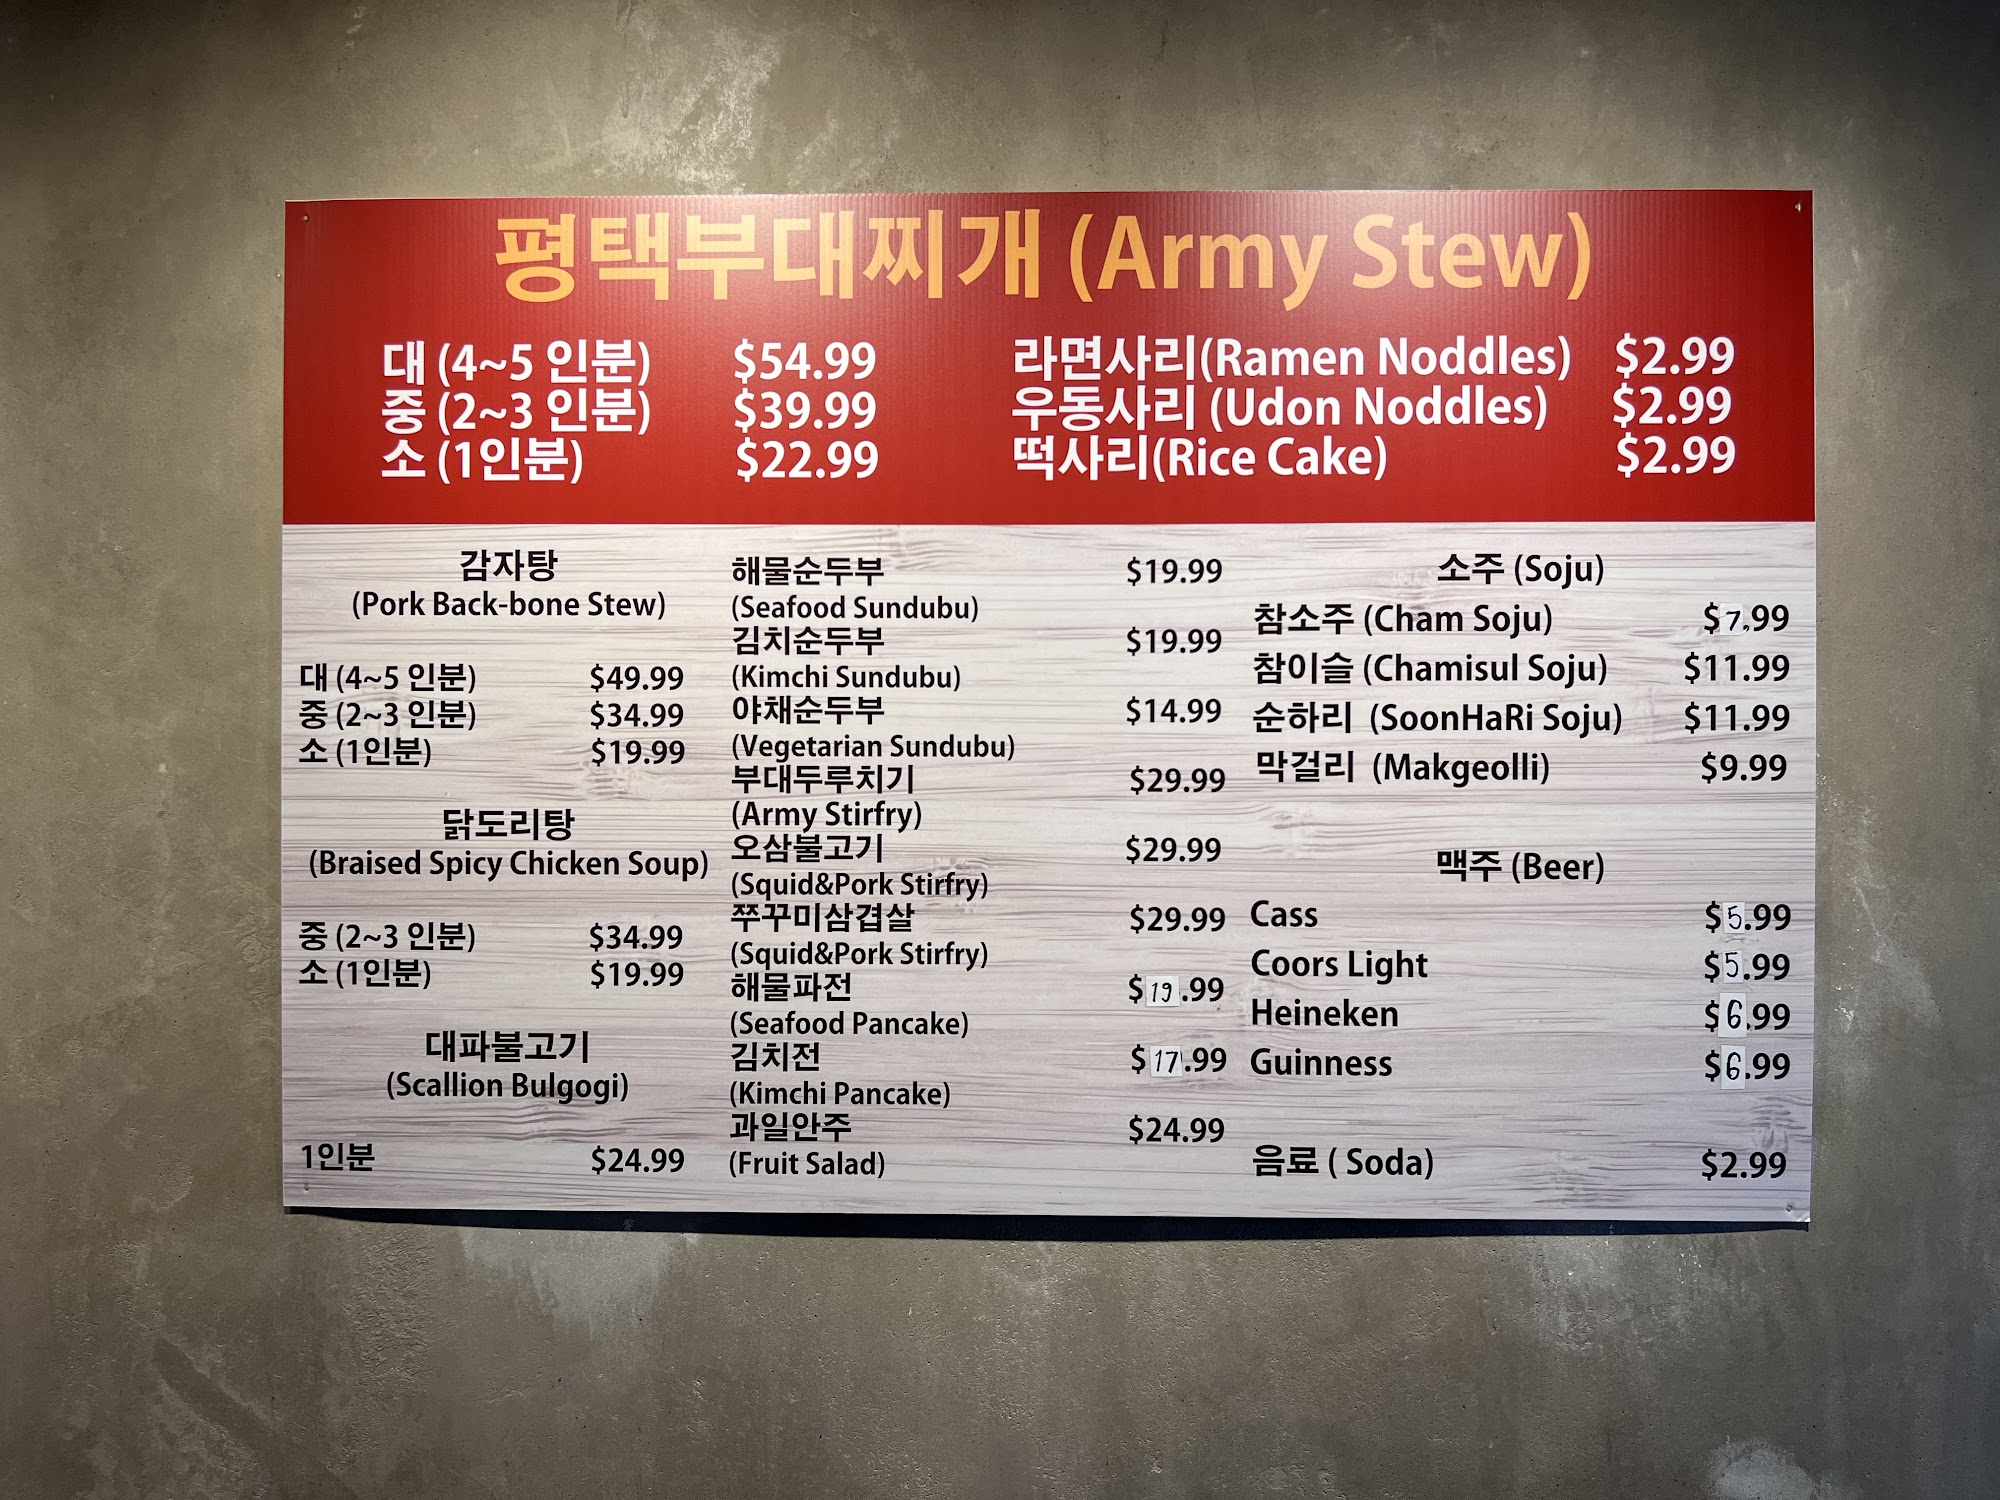 평택부대찌개 (Army Stew)
대 (4~5 인분) $54.99
중 (2~3 인분) $39.99
소 (1인분) $22.99
라면사리(Ramen Noddles) $2.99
우동사리 (Udon Noddles) $2.99
떡사리(Rice Cake) $2.99
감자탕
(Pork Back-bone Stew)
대 (4~5 인분) $49.99
중 (2~3 인분) $34.99
소 (1인분) $19.99
닭도리탕
(Braised Spicy Chicken Soup)
중 (2~3 인분) $34.99
소 (1인분) $19.99
대파불고기
(Scallion Bulgogi)
1인분 $24.99
해물순두부 $19.99
(Seafood Sundubu)
김치순두부 $19.99
(Kimchi Sundubu)
야채순두부 $14.99
(Vegetarian Sundubu)
부대두루치기 $29.99
(Army Stirfry)
오삼불고기 $29.99
(Squid&Pork Stirfry)
쭈꾸미삼겹살 $29.99
(Squid&Pork Stirfry)
해물파전 $19.99
(Seafood Pancake)
김치전 $17.99
(Kimchi Pancake)
과일안주 $24.99
(Fruit Salad)
소주 (Soju)
참소주 (Cham Soju) $7.99
참이슬 (Chamisul Soju) $11.99
순하리 (SoonHaRi Soju) $11.99
막걸리 (Makgeolli) $9.99
맥주 (Beer)
Cass $5.99
Coors Light $5.99
Heineken $6.99
Guinness $6.99
음료 ( Soda) $2.99